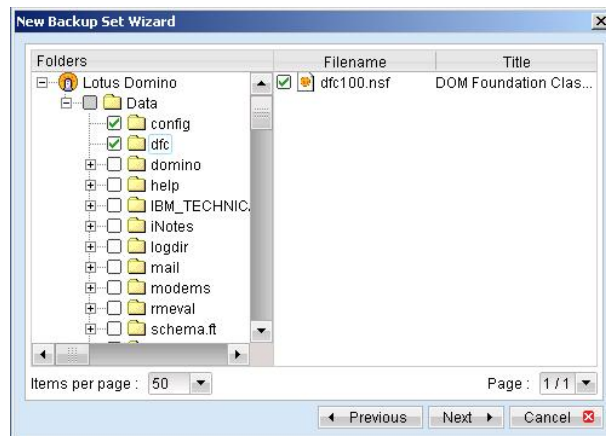 New Backup Set Wizard
Folders
Filename
Title
Lotus Domino
dfc100.nsf
DOM Foundation Clas...
Data
config
dfc
domino
help
IBM_TECHNIC
iNotes
logdir
mail
modems
rmeval
schema.ft
Items per page : 50
Page : 1 / 1
Previous
Next
Cancel